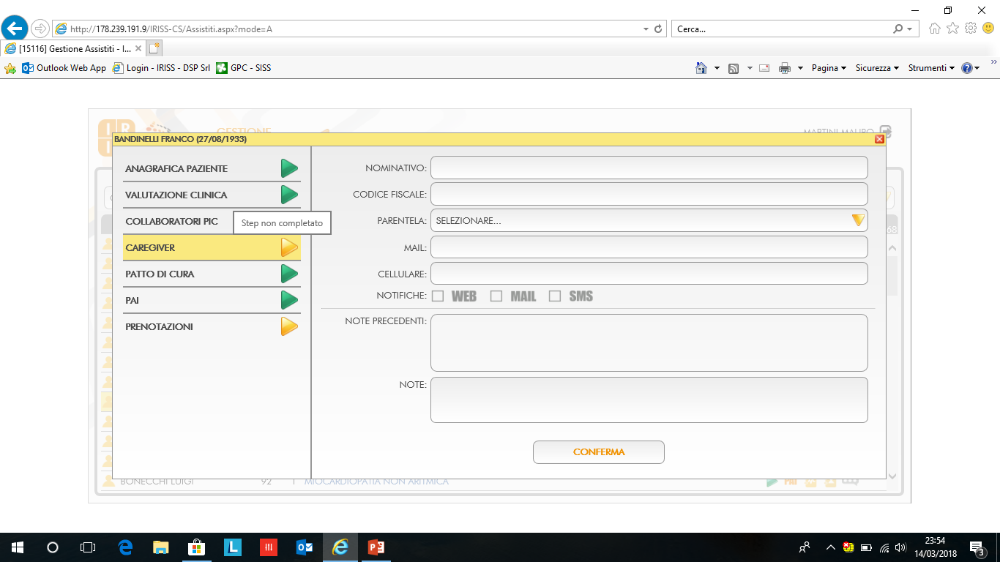 http://178.239.191.9/IRISS-CS/Assistiti.aspx?mode=A
Cerca...
[15116] Gestione Assistiti - I...
Outlook Web App
Login - IRISS - DSP Srl
GPC - SISS
Pagina
Sicurezza
Strumenti
GESTIONE
MARTINI MAURO
BANDINELLI FRANCO (27/08/1933)
ANAGRAFICA PAZIENTE
VALUTAZIONE CLINICA
COLLABORATORI PIC
Step non completato
CAREGIVER
PATTO DI CURA
PAI
PRENOTAZIONI
NOMINATIVO:
CODICE FISCALE:
PARENTELA: SELEZIONARE...
MAIL:
CELLULARE:
NOTIFICHE: WEB MAIL SMS
NOTE PRECEDENTI:
NOTE:
CONFERMA
BONECCHI LUIGI 92 I MIOCARDIOPATIA NON ARITMICA PAI
23:54
14/03/2018
3